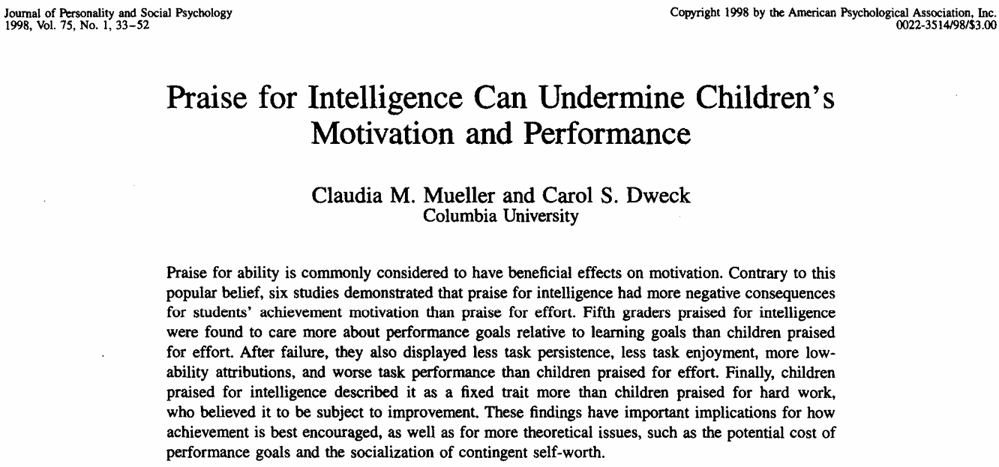 Journal of Personality and Social Psychology
1998, Vol. 75, No. 1, 33–52
Copyright 1998 by the American Psychological Association, Inc.
0022-3514/98/$3.00
Praise for Intelligence Can Undermine Children's
Motivation and Performance
Claudia M. Mueller and Carol S. Dweck
Columbia University
Praise for ability is commonly considered to have beneficial effects on motivation. Contrary to this
popular belief, six studies demonstrated that praise for intelligence had more negative consequences
for students' achievement motivation than praise for effort. Fifth graders praised for intelligence
were found to care more about performance goals relative to learning goals than children praised
for effort. After failure, they also displayed less task persistence, less task enjoyment, more low-
ability attributions, and worse task performance than children praised for effort. Finally, children
praised for intelligence described it as a fixed trait more than children praised for hard work,
who believed it to be subject to improvement. These findings have important implications for how
achievement is best encouraged, as well as for more theoretical issues, such as the potential cost of
performance goals and the socialization of contingent self-worth.